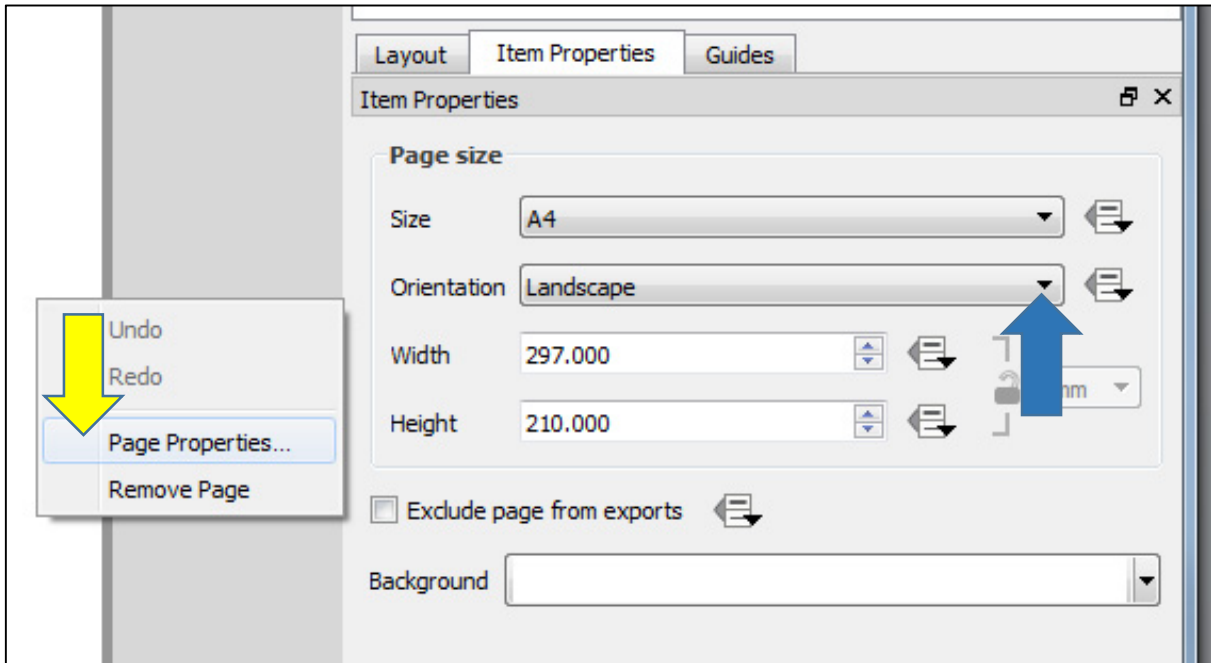 Layout
Item Properties
Guides
Item Properties
Page size
Size
A4
Orientation
Landscape
Undo
Redo
Page Properties...
Remove Page
Width
297.000
Height
210.000
Exclude page from exports
Background